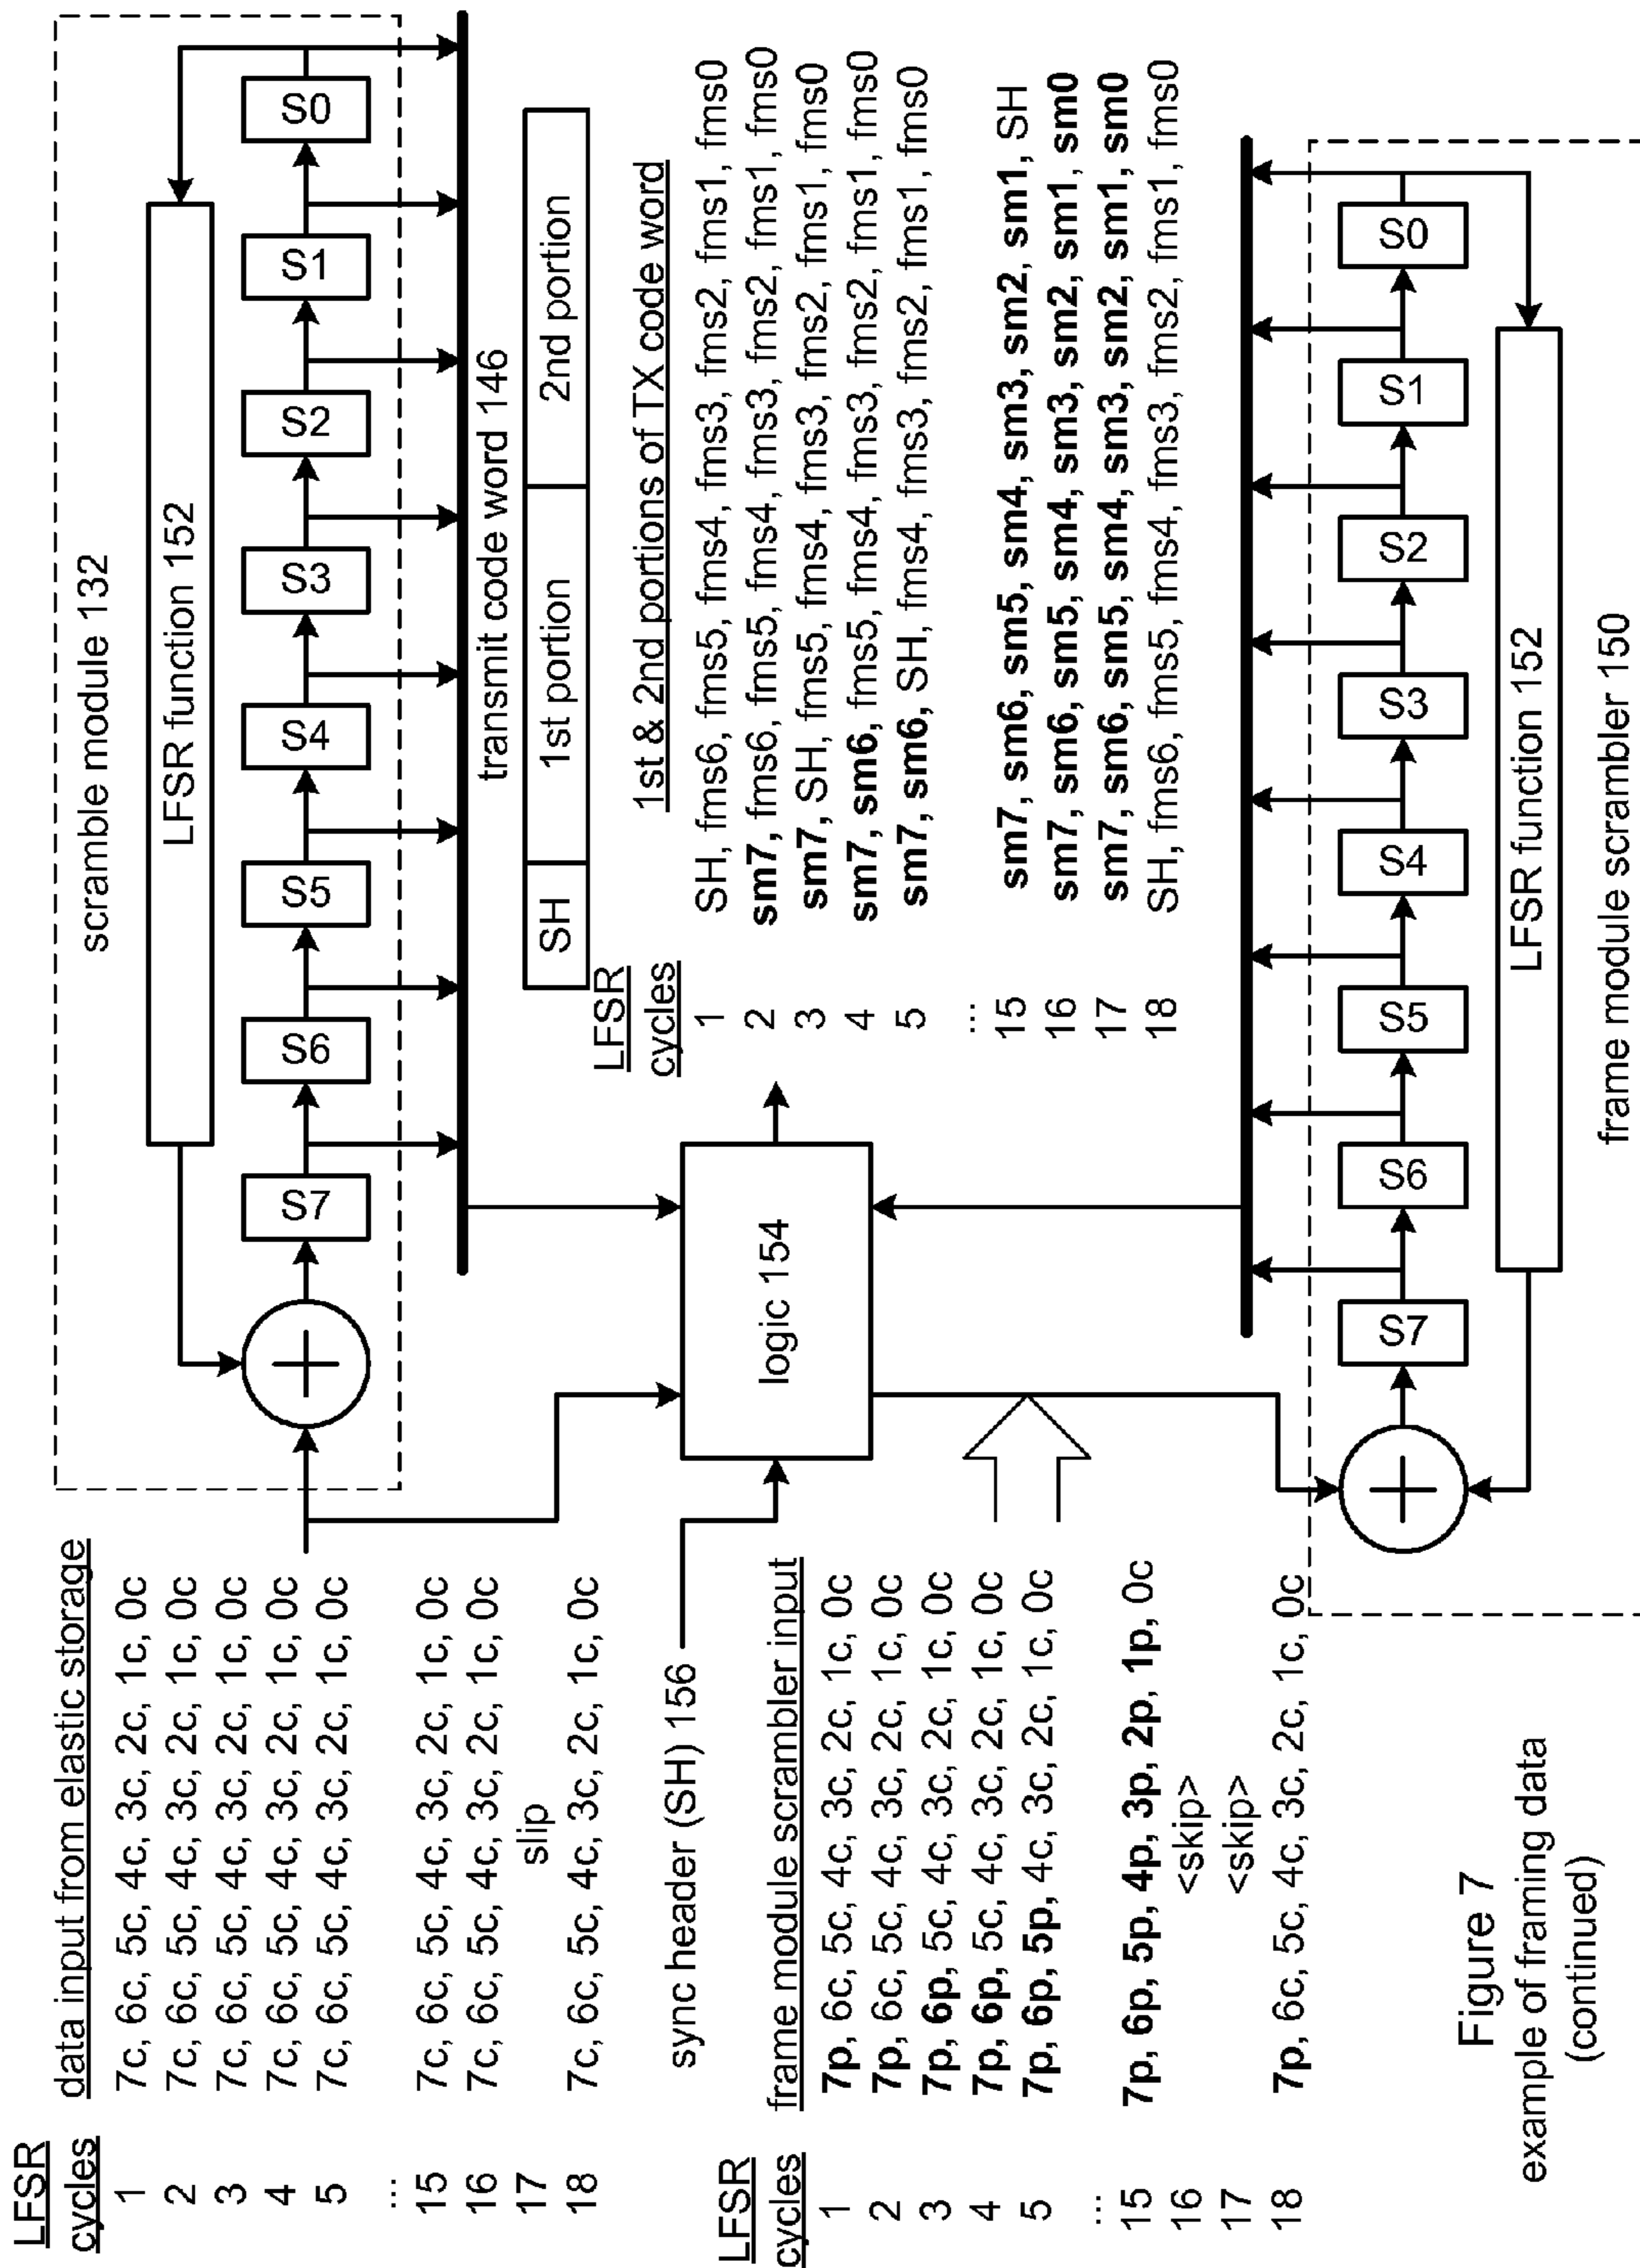 LFSR
cycles
data input from elastic storage
1 7c, 6c, 5c, 4c, 3c, 2c, 1c, 0c
2 7c, 6c, 5c, 4c, 3c, 2c, 1c, 0c
3 7c, 6c, 5c, 4c, 3c, 2c, 1c, 0c
4 7c, 6c, 5c, 4c, 3c, 2c, 1c, 0c
5 7c, 6c, 5c, 4c, 3c, 2c, 1c, 0c
...
15 7c, 6c, 5c, 4c, 3c, 2c, 1c, 0c
16 7c, 6c, 5c, 4c, 3c, 2c, 1c, 0c
17 slip
18 7c, 6c, 5c, 4c, 3c, 2c, 1c, 0c
scramble module 132
LFSR function 152
S7
S6
S5
S4
S3
S2
S1
S0
transmit code word 146
SH
1st portion
2nd portion
sync header (SH) 156
logic 154
LFSR
cycles
1st & 2nd portions of TX code word
1 SH, fms6, fms5, fms4, fms3, fms2, fms1, fms0
2 sm7, fms6, fms5, fms4, fms3, fms2, fms1, fms0
3 sm7, SH, fms5, fms4, fms3, fms2, fms1, fms0
4 sm7, sm6, fms5, fms4, fms3, fms2, fms1, fms0
5 sm7, sm6, SH, fms4, fms3, fms2, fms1, fms0
...
15 sm7, sm6, sm5, sm4, sm3, sm2, sm1, SH
16 sm7, sm6, sm5, sm4, sm3, sm2, sm1, sm0
17 sm7, sm6, sm5, sm4, sm3, sm2, sm1, sm0
18 SH, fms6, fms5, fms4, fms3, fms2, fms1, fms0
LFSR
cycles
frame module scrambler input
1 7p, 6c, 5c, 4c, 3c, 2c, 1c, 0c
2 7p, 6c, 5c, 4c, 3c, 2c, 1c, 0c
3 7p, 6p, 5c, 4c, 3c, 2c, 1c, 0c
4 7p, 6p, 5c, 4c, 3c, 2c, 1c, 0c
5 7p, 6p, 5p, 4c, 3c, 2c, 1c, 0c
...
15 7p, 6p, 5p, 4p, 3p, 2p, 1p, 0c
16 <skip>
17 <skip>
18 7p, 6c, 5c, 4c, 3c, 2c, 1c, 0c
S7
S6
S5
S4
S3
S2
S1
S0
LFSR function 152
frame module scrambler 150
Figure 7
example of framing data
(continued)